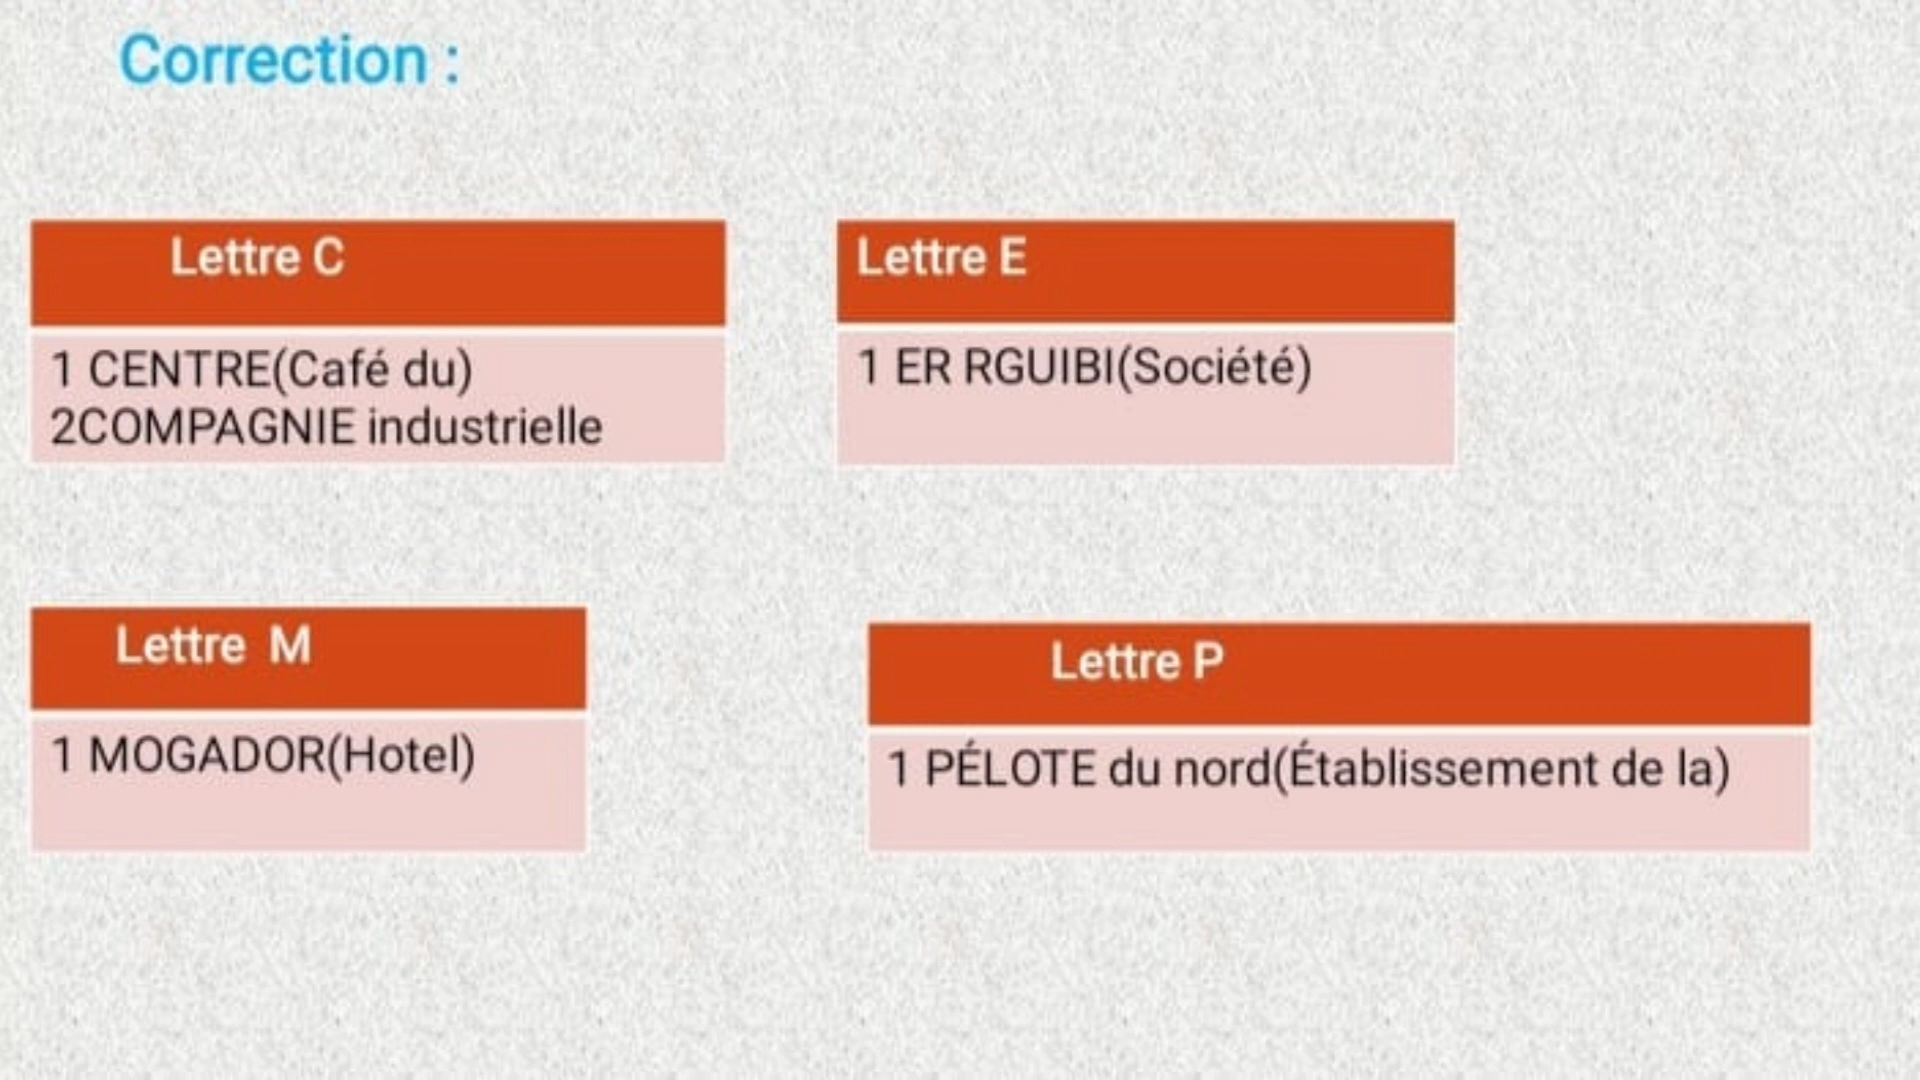 Correction :
Lettre C
1 CENTRE(Café du)
2COMPAGNIE industrielle
Lettre E
1 ER RGUIBI(Société)
Lettre M
1 MOGADOR(Hotel)
Lettre P
1 PÉLOTE du nord(Établissement de la)